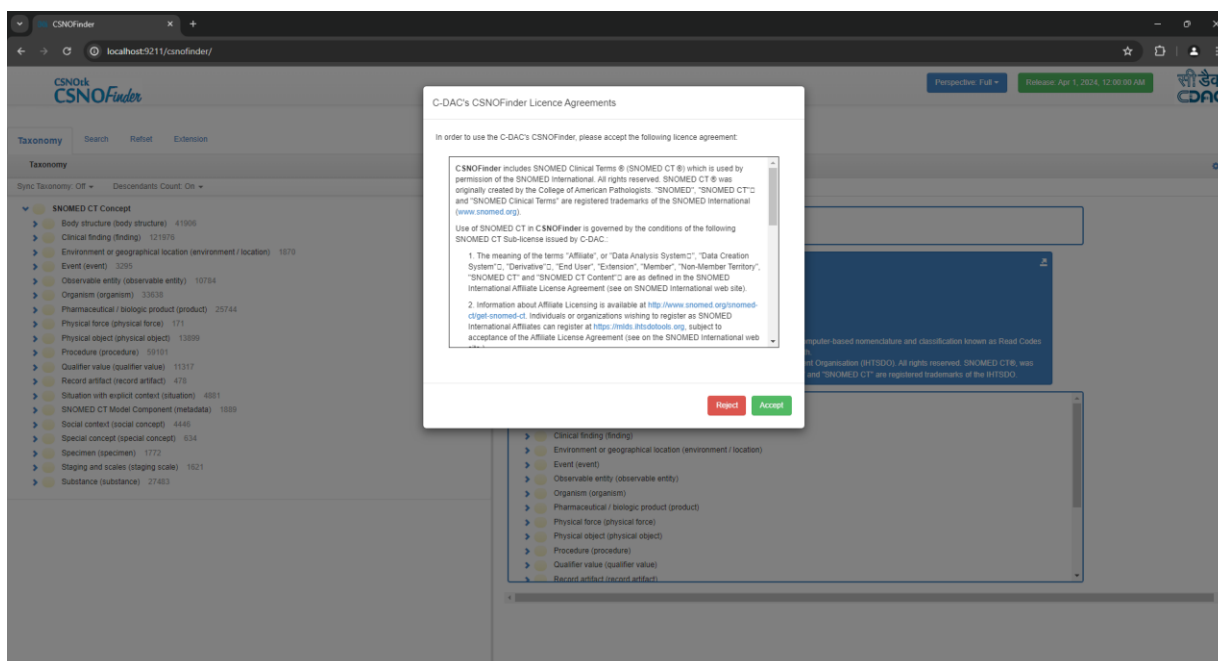 CSNOFinder
localhost:9211/csnofinder/
CSNOtk
CSNOFinder
Perspective: Full
Release: Apr 1, 2024, 12:00:00 AM
सी डैक
CDAC
Taxonomy Search Refset Extension
Taxonomy
Sync Taxonomy: Off Descendants Count: On
SNOMED CT Concept
Body structure (body structure) 41906
Clinical finding (finding) 121976
Environment or geographical location (environment / location) 1870
Event (event) 3295
Observable entity (observable entity) 10784
Organism (organism) 33838
Pharmaceutical / biologic product (product) 25744
Physical force (physical force) 171
Physical object (physical object) 13899
Procedure (procedure) 59181
Qualifier value (qualifier value) 11317
Record artifact (record artifact) 478
Situation with explicit context (situation) 4881
SNOMED CT Model Component (metadata) 1889
Social context (social concept) 4446
Special concept (special concept) 634
Specimen (specimen) 1772
Staging and scales (staging scale) 1621
Substance (substance) 27483
C-DAC's CSNOFinder Licence Agreements
In order to use the C-DAC's CSNOFinder, please accept the following licence agreement:
CSNOFinder includes SNOMED Clinical Terms ® (SNOMED CT ®) which is used by
permission of the SNOMED International. All rights reserved. SNOMED CT ® was
originally created by the College of American Pathologists. "SNOMED", "SNOMED CT"□
and "SNOMED Clinical Terms" are registered trademarks of the SNOMED International
(www.snomed.org).
Use of SNOMED CT in CSNOFinder is governed by the conditions of the following
SNOMED CT Sub-license issued by C-DAC.:
1. The meaning of the terms "Affiliate", or "Data Analysis System□", "Data Creation
System"□, "Derivative"□, "End User", "Extension", "Member", "Non-Member Territory",
"SNOMED CT" and "SNOMED CT Content"□ are as defined in the SNOMED
International Affiliate License Agreement (see on SNOMED International web site).
2. Information about Affiliate Licensing is available at http://www.snomed.org/snomed-
ct/get-snomed-ct. Individuals or organizations wishing to register as SNOMED
International Affiliates can register at https://mlds.ihtsdotools.org, subject to
acceptance of the Affiliate License Agreement (see on the SNOMED International web
Reject Accept
computer-based nomenclature and classification known as Read Codes
nt Organisation (IHTSDO). All rights reserved. SNOMED CT®, was
and "SNOMED CT" are registered trademarks of the IHTSDO.
Clinical finding (finding)
Environment or geographical location (environment / location)
Event (event)
Observable entity (observable entity)
Organism (organism)
Pharmaceutical / biologic product (product)
Physical force (physical force)
Physical object (physical object)
Procedure (procedure)
Qualifier value (qualifier value)
Record artifact (record artifact)